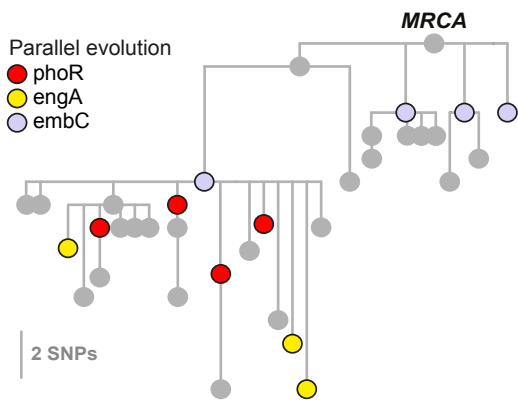 MRCA
Parallel evolution
phoR
engA
embC
2 SNPs